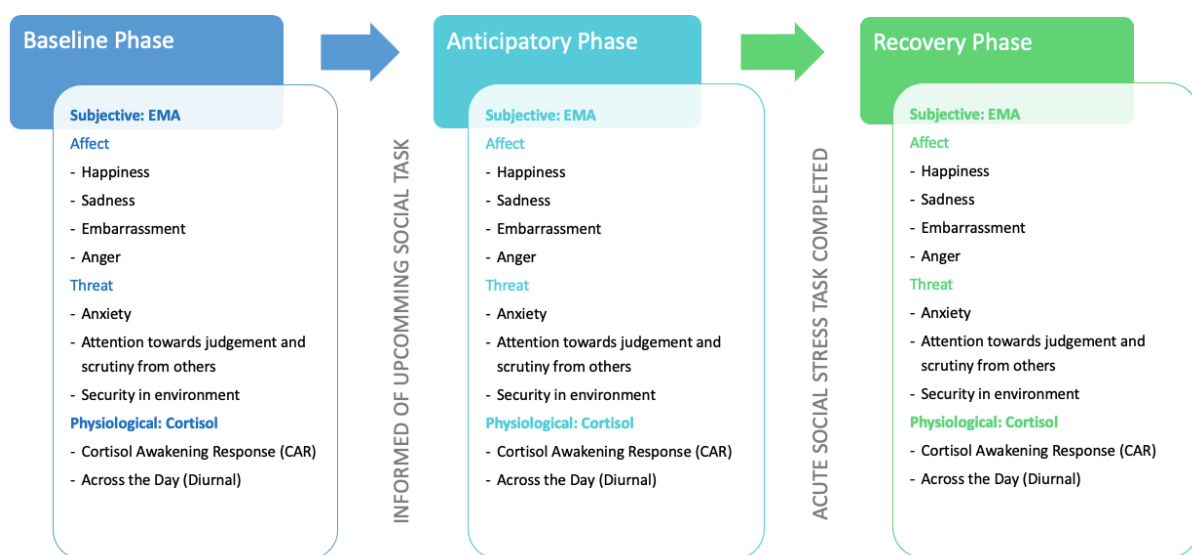 Baseline Phase
Subjective: EMA
Affect
- Happiness
- Sadness
- Embarrassment
- Anger
Threat
- Anxiety
- Attention towards judgement and
scrutiny from others
- Security in environment
Physiological: Cortisol
- Cortisol Awakening Response (CAR)
- Across the Day (Diurnal)
INFORMED OF UPCOMMING SOCIAL TASK
Anticipatory Phase
Subjective: EMA
Affect
- Happiness
- Sadness
- Embarrassment
- Anger
Threat
- Anxiety
- Attention towards judgement and
scrutiny from others
- Security in environment
Physiological: Cortisol
- Cortisol Awakening Response (CAR)
- Across the Day (Diurnal)
ACUTE SOCIAL STRESS TASK COMPLETED
Recovery Phase
Subjective: EMA
Affect
- Happiness
- Sadness
- Embarrassment
- Anger
Threat
- Anxiety
- Attention towards judgement and
scrutiny from others
- Security in environment
Physiological: Cortisol
- Cortisol Awakening Response (CAR)
- Across the Day (Diurnal)